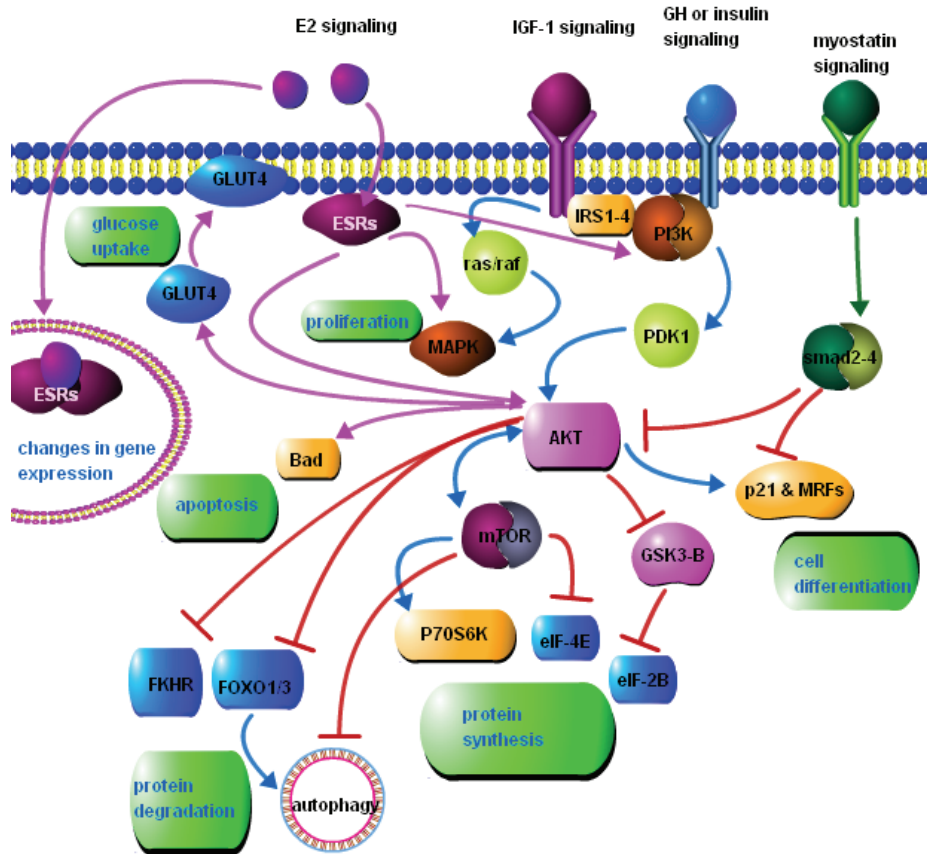 E2 signaling
IGF-1 signaling
GH or insulin
signaling
myostatin
signaling
GLUT4
glucose
uptake
ESRs
IRS1-4
PI3K
ras/raf
GLUT4
proliferation
MAPK
PDK1
smad2-4
ESRs
changes in gene
expression
AKT
Bad
apoptosis
p21 & MRFs
mTOR
GSK3-B
cell
differentiation
P70S6K
eIF-4E
eIF-2B
FKHR
FOXO1/3
protein
synthesis
protein
degradation
autophagy